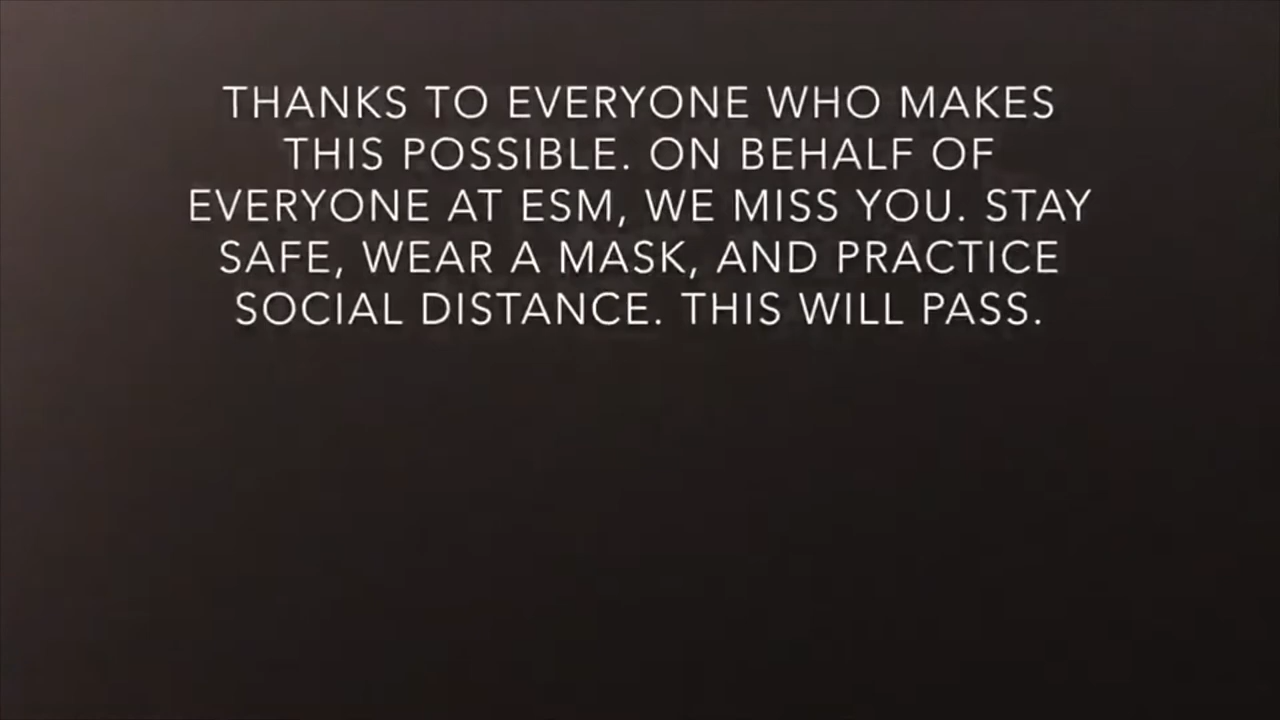 THANKS TO EVERYONE WHO MAKES
THIS POSSIBLE. ON BEHALF OF
EVERYONE AT ESM, WE MISS YOU. STAY
SAFE, WEAR A MASK, AND PRACTICE
SOCIAL DISTANCE. THIS WILL PASS.